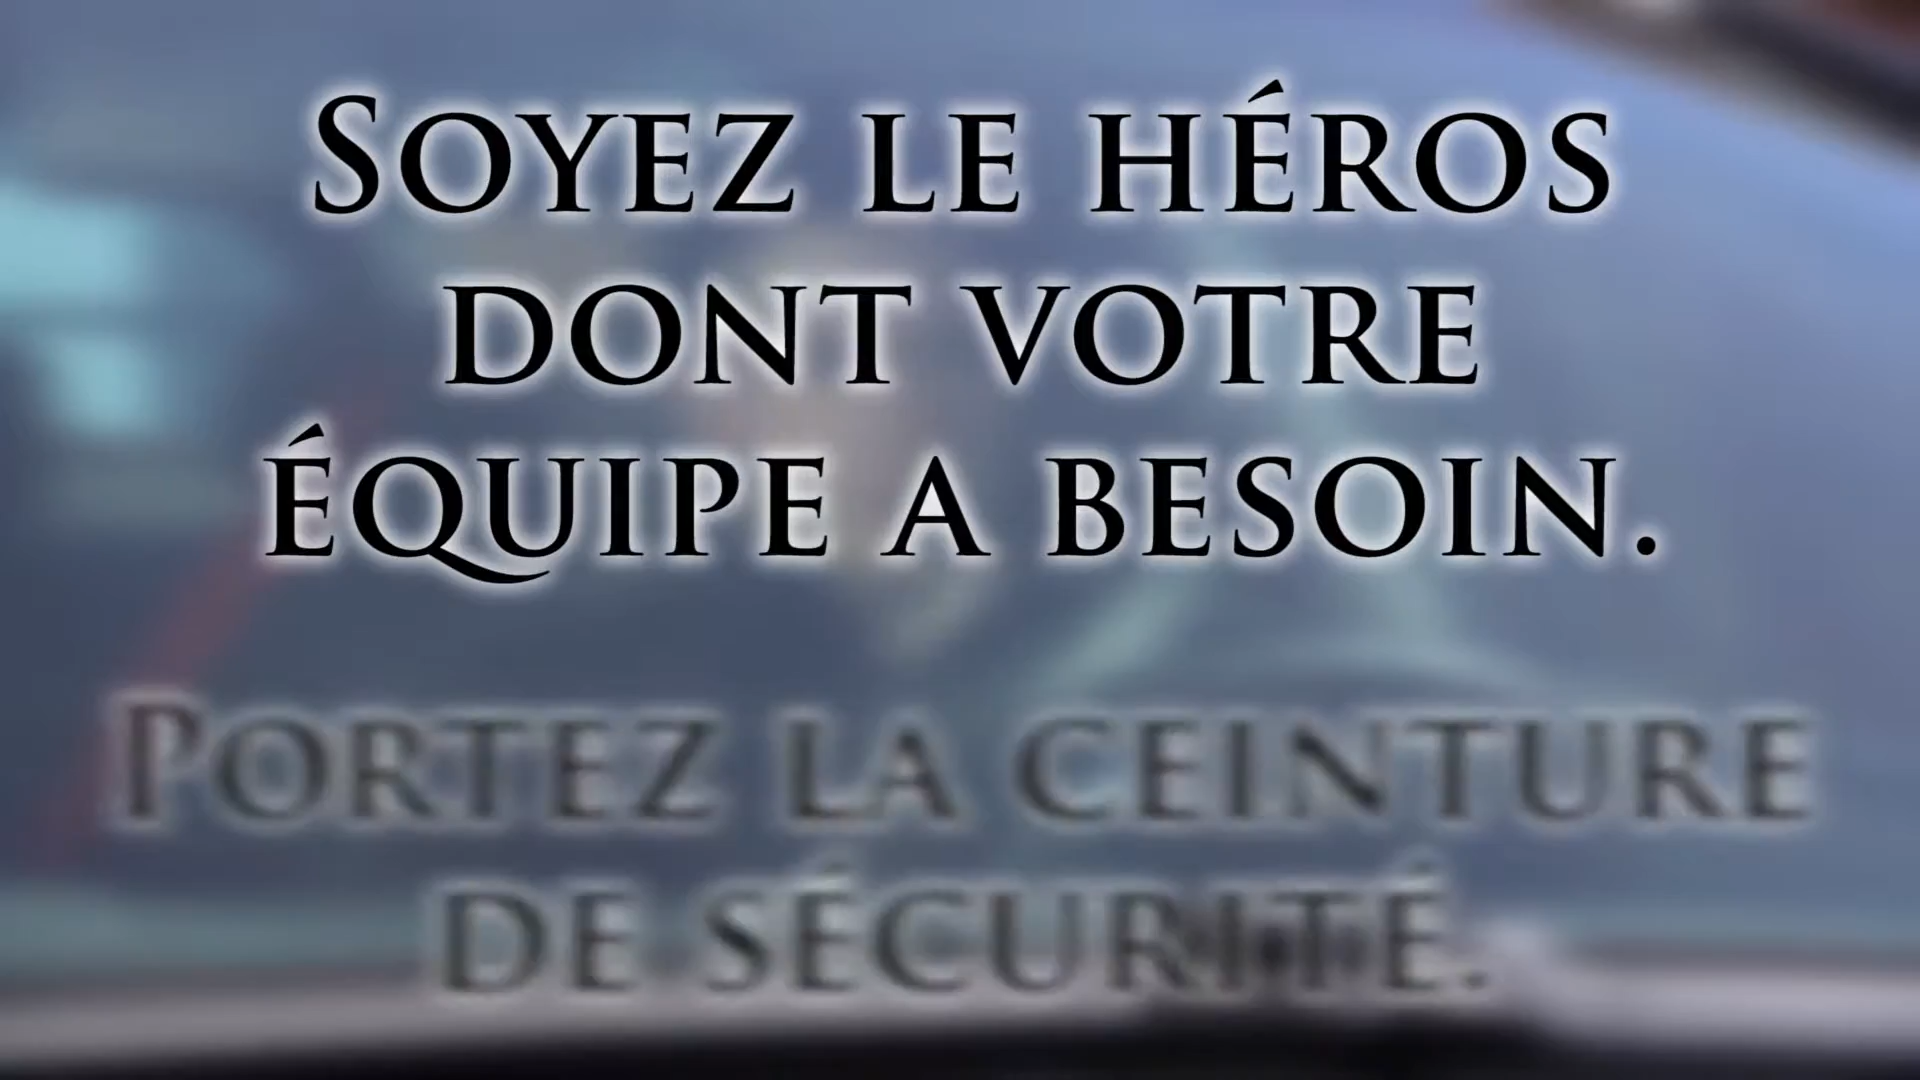 Soyez le héros
dont votre
équipe a besoin.
Portez la ceinture
de sécurité.